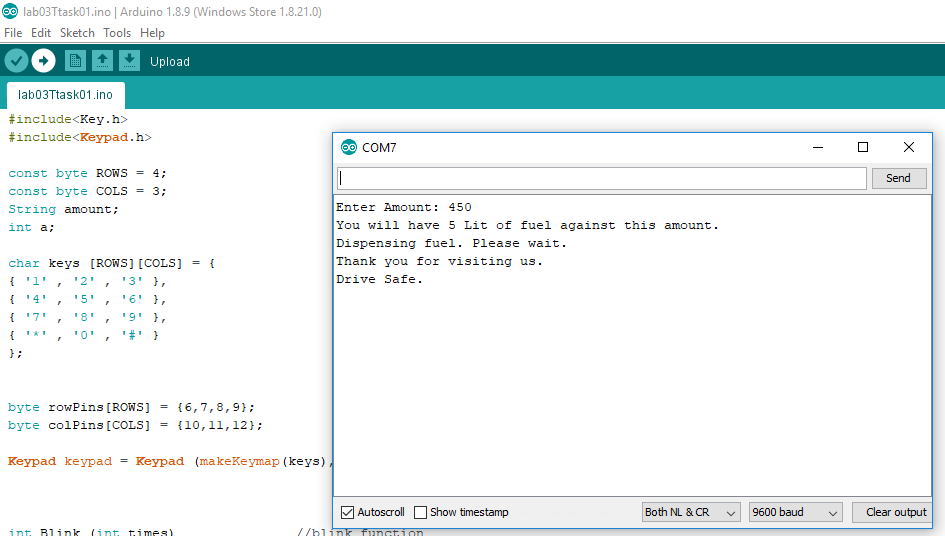 lab03Ttask01.ino | Arduino 1.8.9 (Windows Store 1.8.21.0)
File Edit Sketch Tools Help
Upload
lab03Ttask01.ino
#include<Key.h>
#include<Keypad.h>
const byte ROWS = 4;
const byte COLS = 3;
String amount;
int a;
char keys [ROWS][COLS] = {
{ '1' , '2' , '3' },
{ '4' , '5' , '6' },
{ '7' , '8' , '9' },
{ '*' , '0' , '#' }
};
byte rowPins[ROWS] = {6,7,8,9};
byte colPins[COLS] = {10,11,12};
Keypad keypad = Keypad (makeKeymap(keys),
int Blink (int times) //blink function
COM7
Send
Enter Amount: 450
You will have 5 Lit of fuel against this amount.
Dispensing fuel. Please wait.
Thank you for visiting us.
Drive Safe.
Autoscroll Show timestamp Both NL & CR 9600 baud Clear output